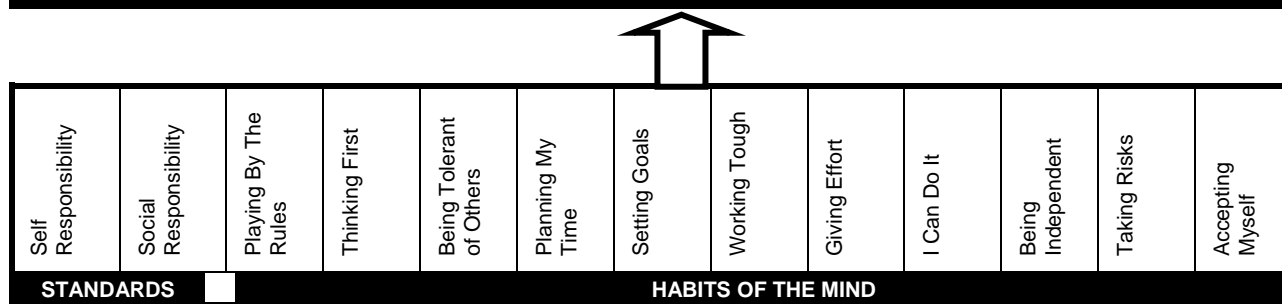 Self
Responsibility
Social
Responsibility
Playing By The
Rules
Thinking First
Being Tolerant
of Others
Planning My
Time
Setting Goals
Working Tough
Giving Effort
I Can Do It
Being
Independent
Taking Risks
Accepting
Myself
STANDARDS
HABITS OF THE MIND